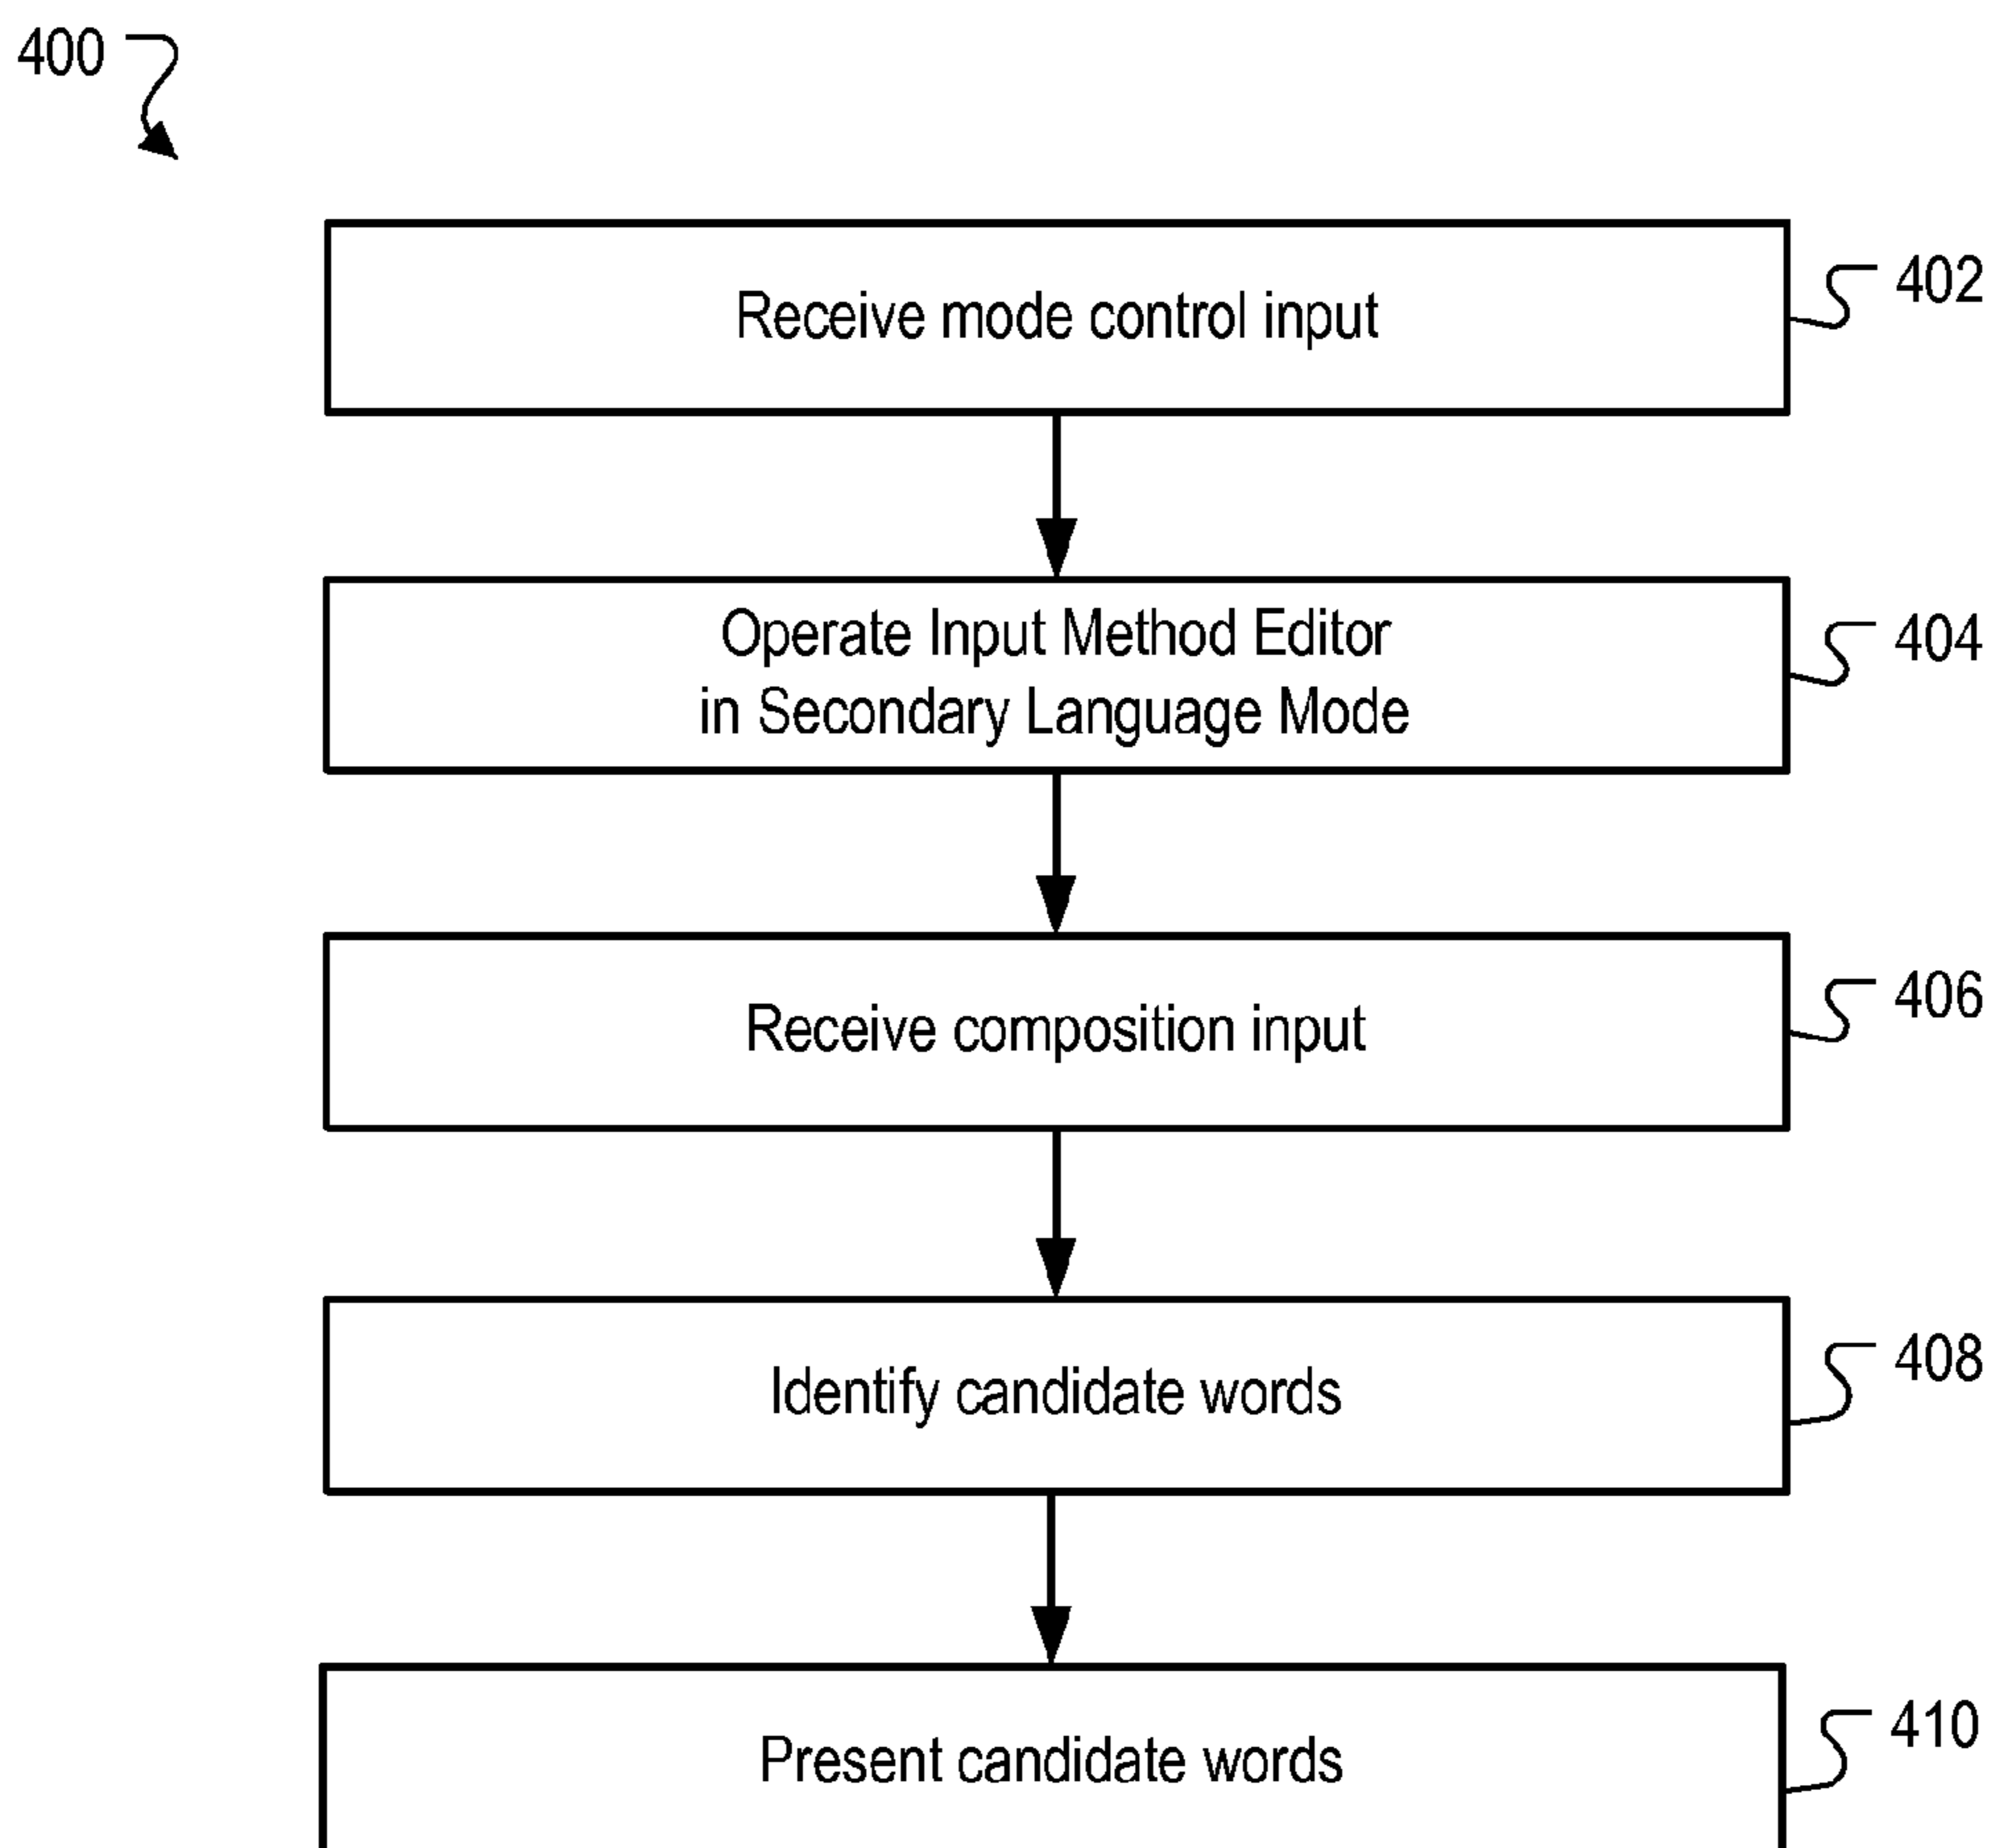 400
Receive mode control input
402
Operate Input Method Editor
in Secondary Language Mode
404
Receive composition input
406
Identify candidate words
408
Present candidate words
410